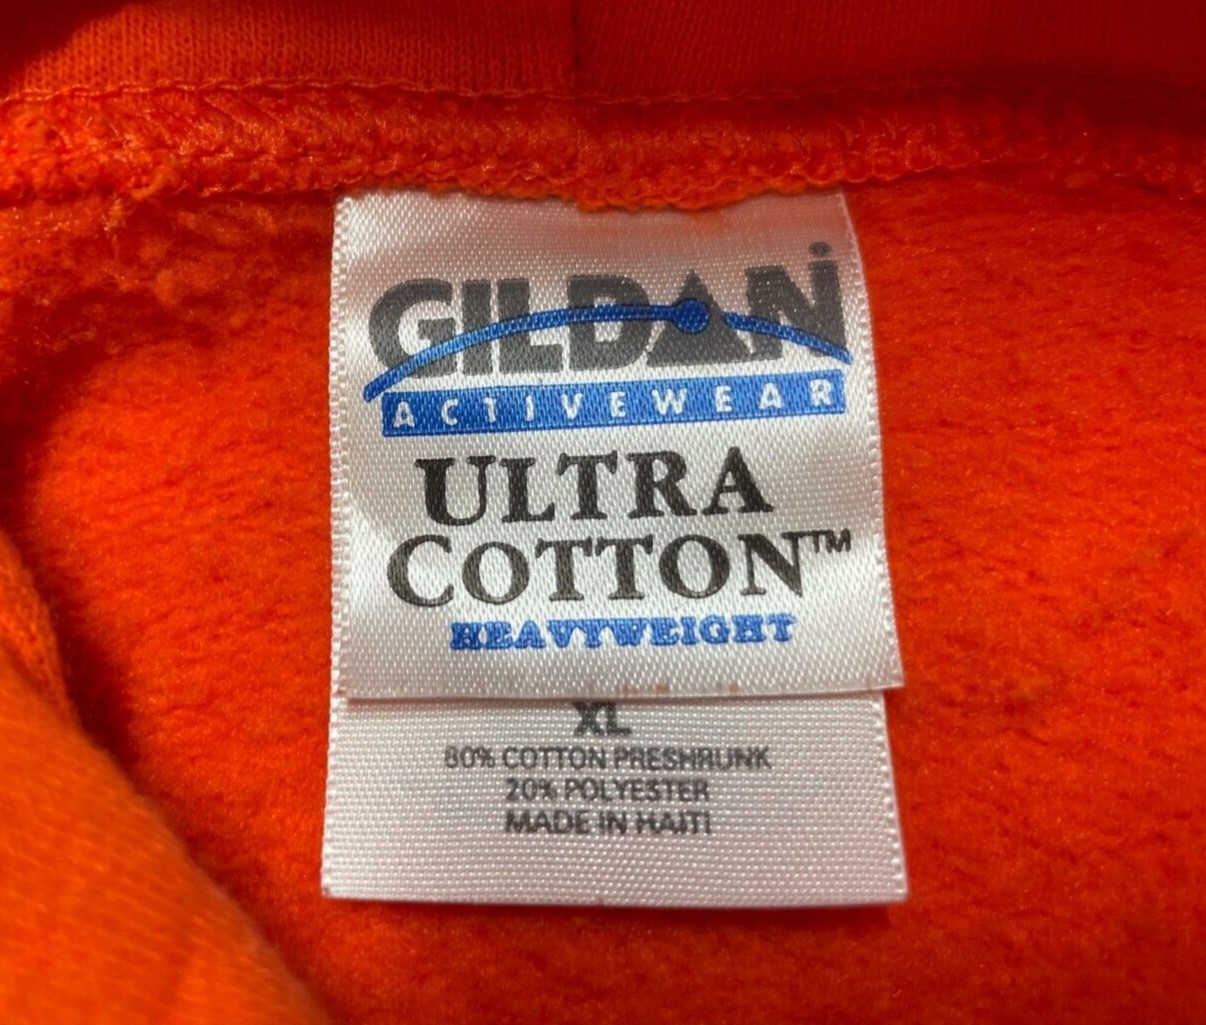 GILDAN®
ACTIVEWEAR
ULTRA
COTTON™
HEAVYWEIGHT
XL
80% COTTON PRESHRUNK
20% POLYESTER
MADE IN HAITI